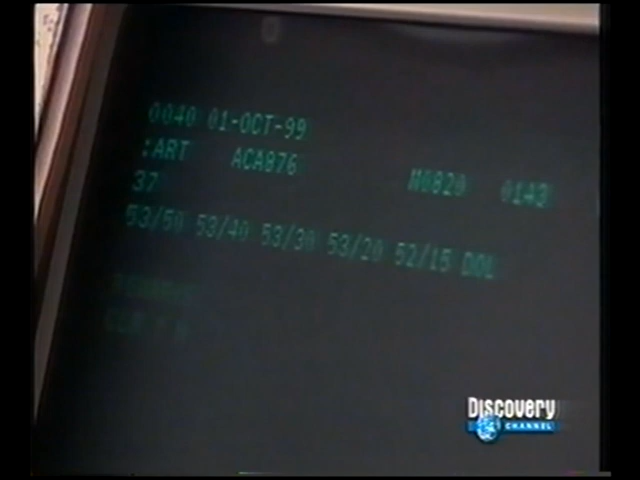 0040 01-OCT-99
:ART ACA876 M0820 01A3
37
53/50 53/40 53/30 53/20 52/15 DOL
Discovery
CHANNEL